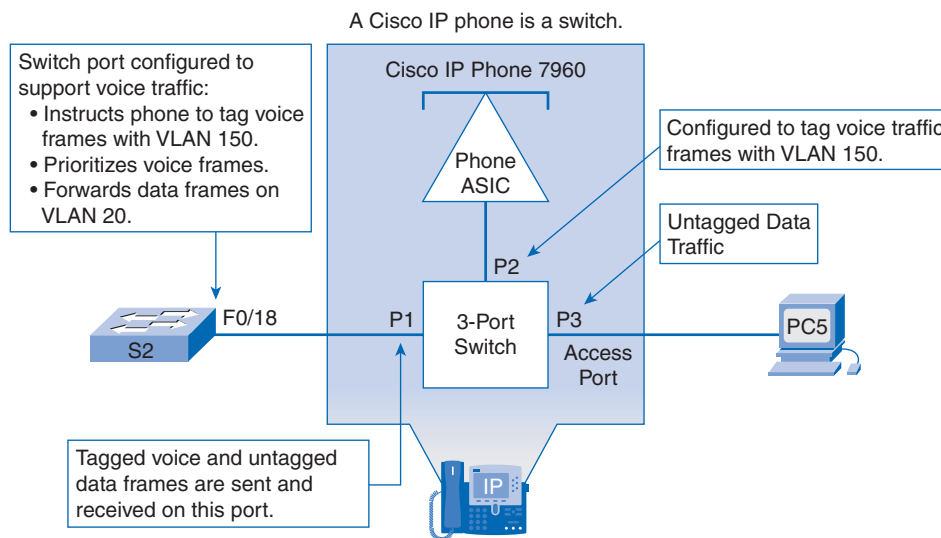 A Cisco IP phone is a switch.
Switch port configured to
support voice traffic:
• Instructs phone to tag voice
frames with VLAN 150.
• Prioritizes voice frames.
• Forwards data frames on
VLAN 20.
Cisco IP Phone 7960
Phone
ASIC
Configured to tag voice traffic
frames with VLAN 150.
Untagged Data
Traffic
P2
F0/18
P1
3-Port
Switch
P3
Access
Port
S2
PC5
Tagged voice and untagged
data frames are sent and
received on this port.
IP